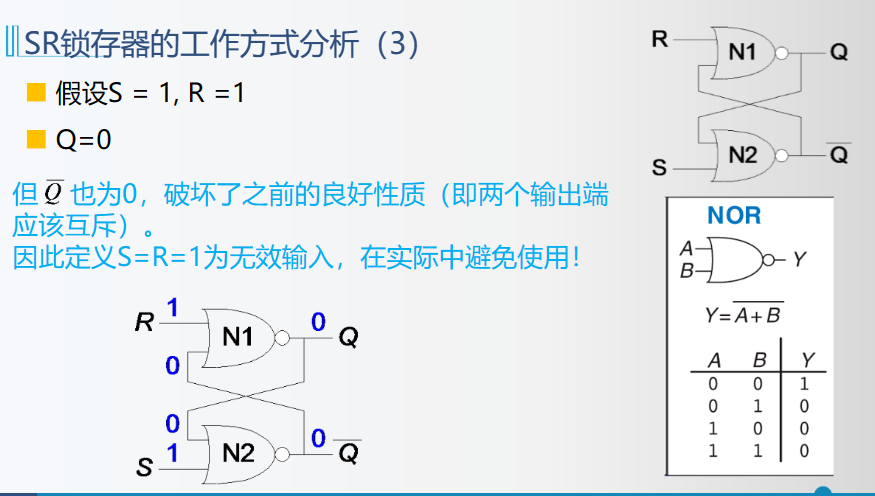 SR锁存器的工作方式分析（3）
假设S = 1, R =1
Q=0
但 Q̅ 也为0，破坏了之前的良好性质（即两个输出端
应该互斥）。
因此定义S=R=1为无效输入，在实际中避免使用！
R 1 N1 0 Q
0
0
S 1 N2 0 Q̅
R N1 Q
S N2 Q̅
NOR
A
B Y
Y=A̅+̅B̅
A B Y
0 0 1
0 1 0
1 0 0
1 1 0